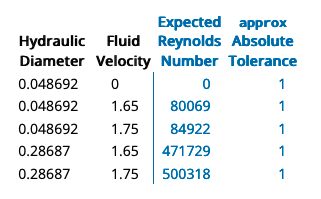 Expected approx
Hydraulic Fluid Reynolds Absolute
Diameter Velocity Number Tolerance
0.048692 0 0 1
0.048692 1.65 80069 1
0.048692 1.75 84922 1
0.28687 1.65 471729 1
0.28687 1.75 500318 1